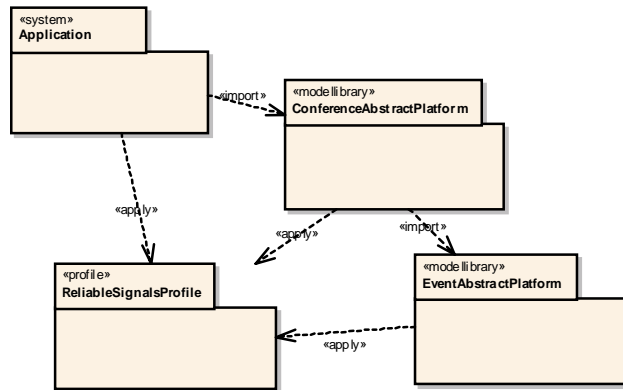 «system»
Application
«import»
«modellibrary»
ConferenceAbstractPlatform
«apply»
«apply»
«import»
«profile»
ReliableSignalsProfile
«modellibrary»
EventAbstractPlatform
«apply»